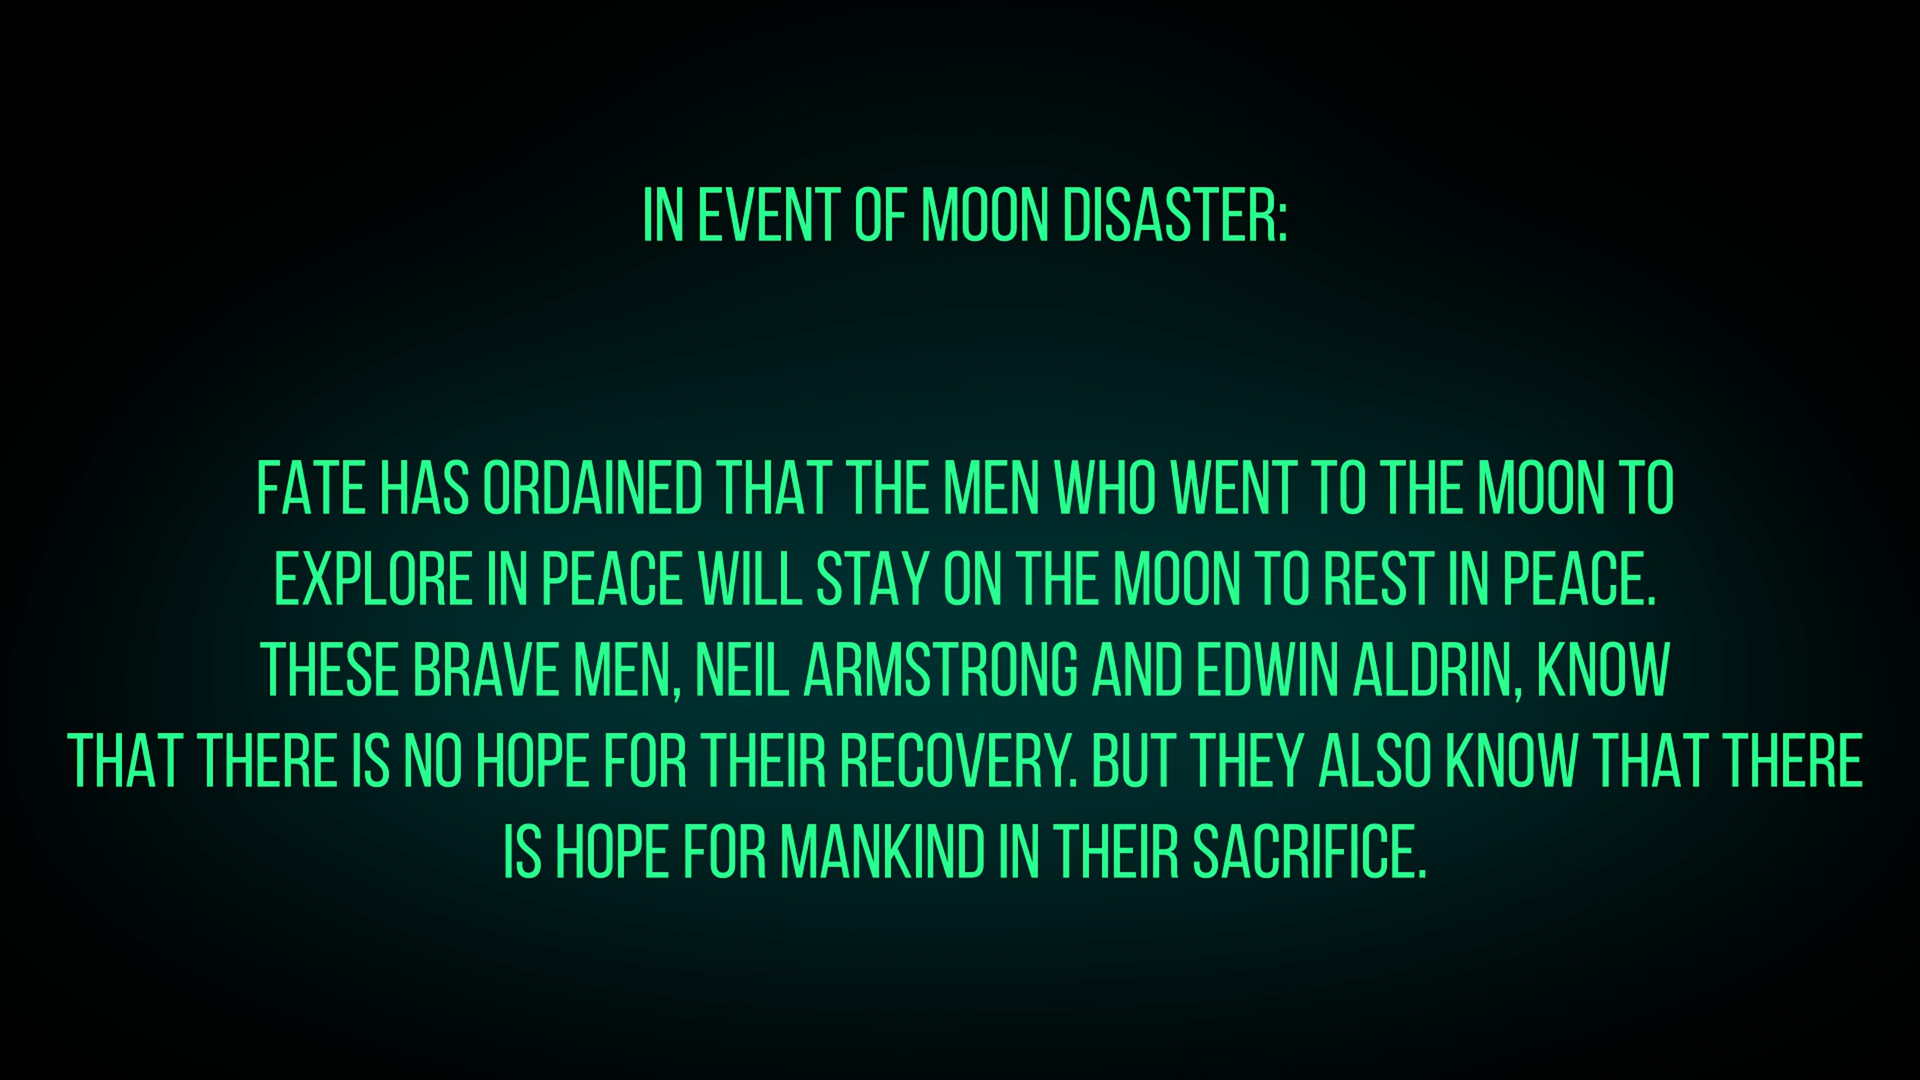 IN EVENT OF MOON DISASTER:
FATE HAS ORDAINED THAT THE MEN WHO WENT TO THE MOON TO
EXPLORE IN PEACE WILL STAY ON THE MOON TO REST IN PEACE.
THESE BRAVE MEN, NEIL ARMSTRONG AND EDWIN ALDRIN, KNOW
THAT THERE IS NO HOPE FOR THEIR RECOVERY. BUT THEY ALSO KNOW THAT THERE
IS HOPE FOR MANKIND IN THEIR SACRIFICE.